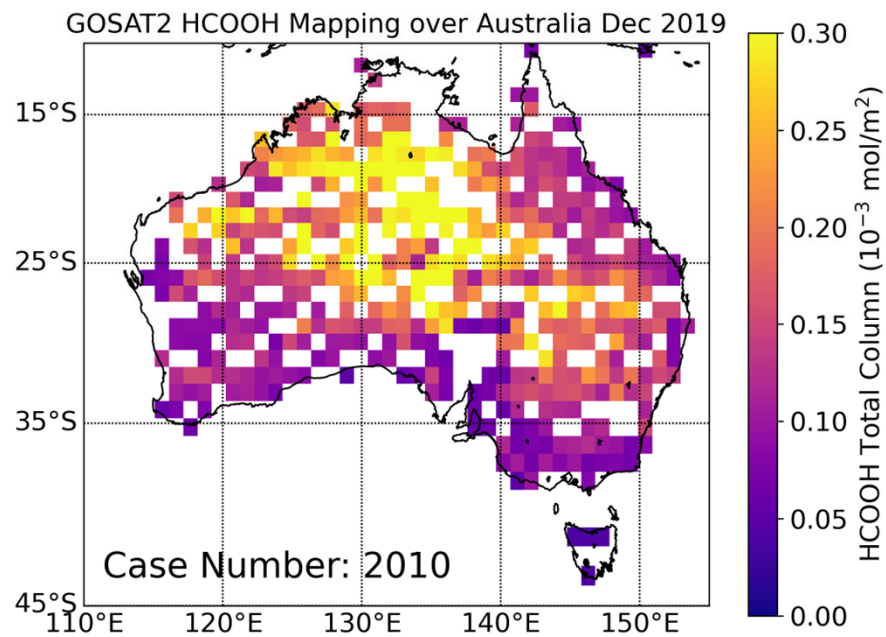 GOSAT2 HCOOH Mapping over Australia Dec 2019
15°S
25°S
35°S
45°S
110°E 120°E 130°E 140°E 150°E
Case Number: 2010
0.30
0.25
0.20
0.15
0.10
0.05
0.00
HCOOH Total Column (10⁻³ mol/m²)